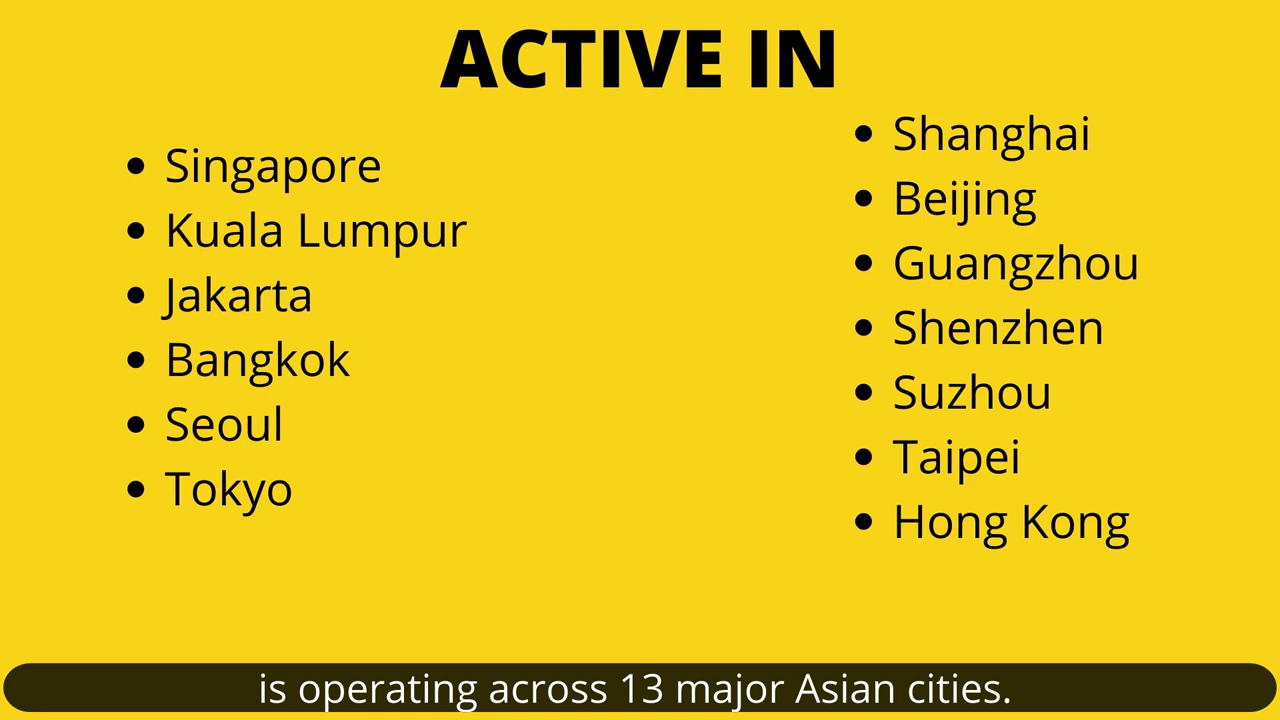 ACTIVE IN
Singapore
Kuala Lumpur
Jakarta
Bangkok
Seoul
Tokyo
Shanghai
Beijing
Guangzhou
Shenzhen
Suzhou
Taipei
Hong Kong
is operating across 13 major Asian cities.